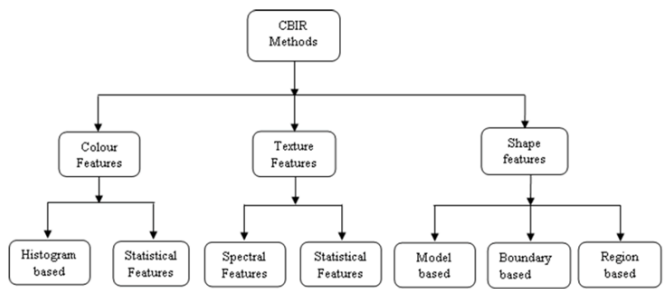 CBIR
Methods
Colour
Features
Texture
Features
Shape
features
Histogram
based
Statistical
Features
Spectral
Features
Statistical
Features
Model
based
Boundary
based
Region
based